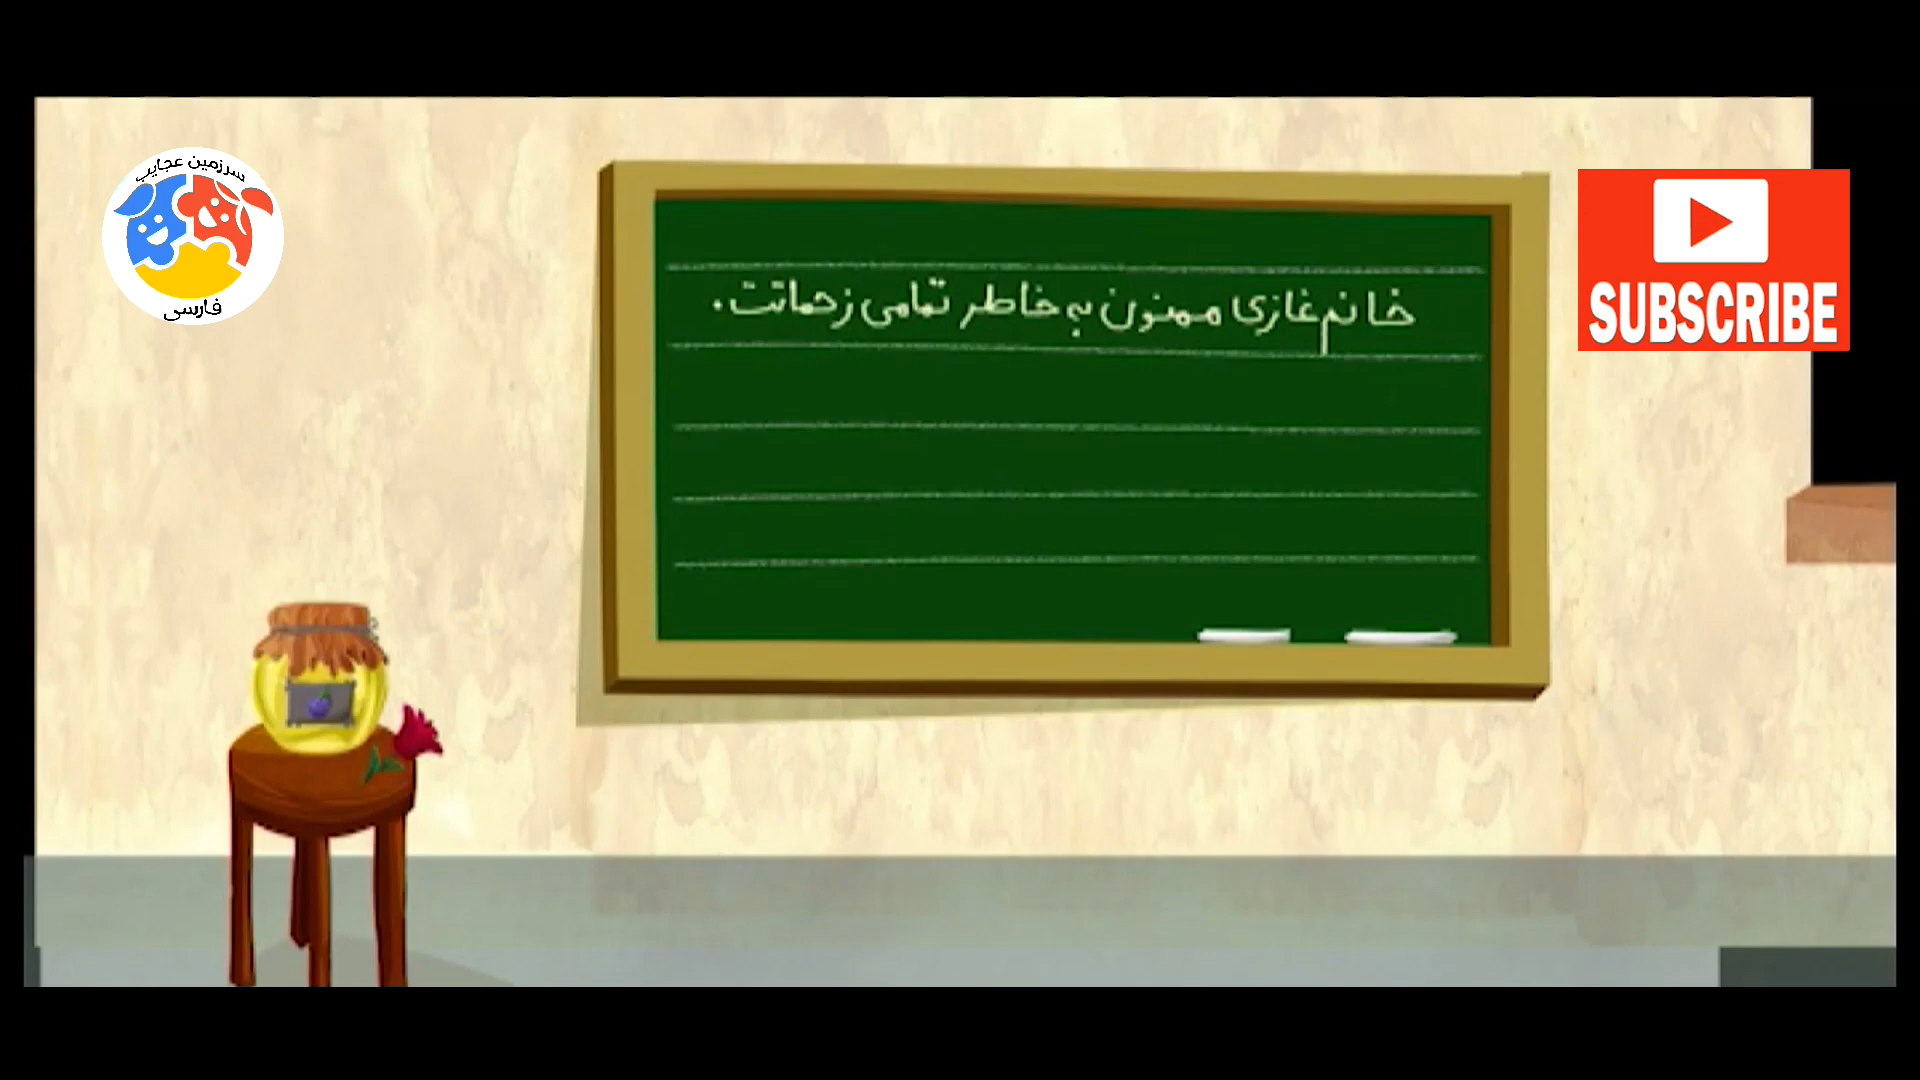 سرزمین عجایب
فارسی
خانم غازی ممنون به خاطر تمامی زحماتت.
SUBSCRIBE